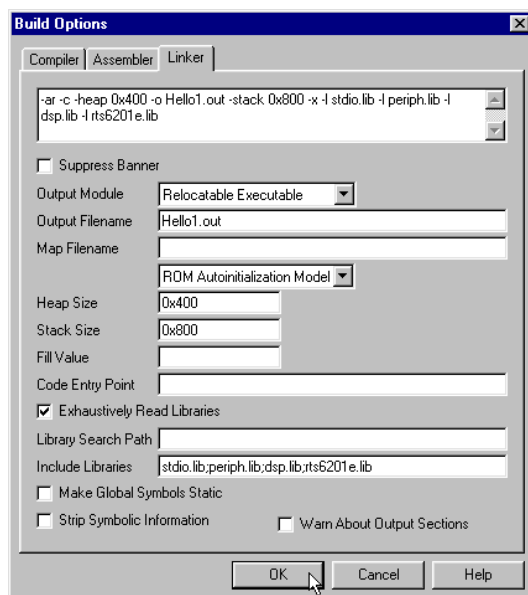 Build Options
Compiler Assembler Linker
-ar -c -heap 0x400 -o Hello1.out -stack 0x800 -x -l stdio.lib -l periph.lib -l
dsp.lib -l rts6201e.lib
Suppress Banner
Output Module Relocatable Executable
Output Filename Hello1.out
Map Filename
ROM Autoinitialization Model
Heap Size 0x400
Stack Size 0x800
Fill Value
Code Entry Point
Exhaustively Read Libraries
Library Search Path
Include Libraries stdio.lib;periph.lib;dsp.lib;rts6201e.lib
Make Global Symbols Static
Strip Symbolic Information Warn About Output Sections
OK Cancel Help